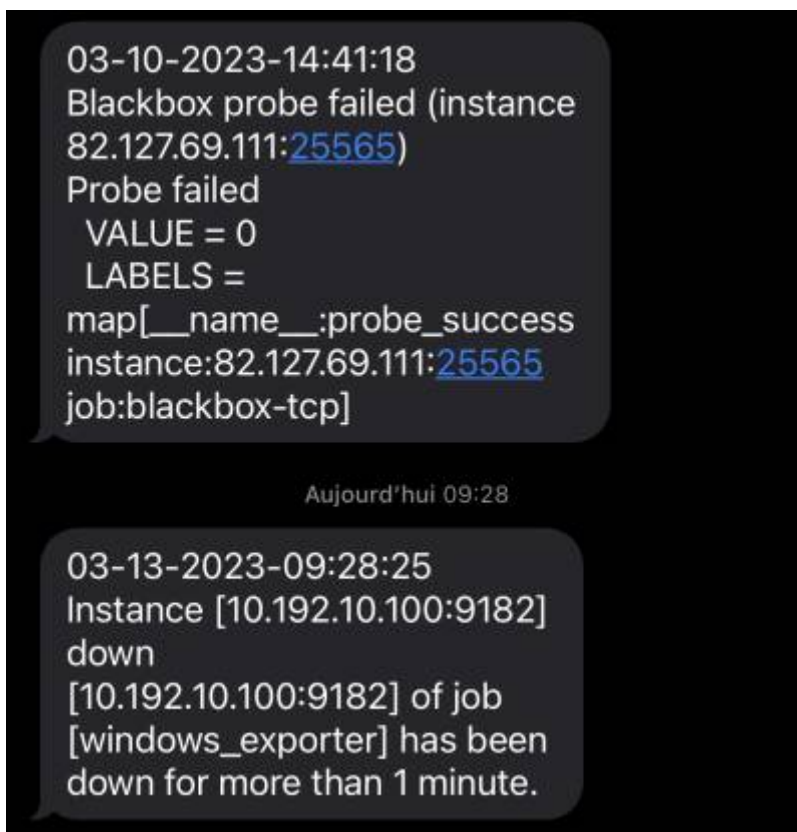 03-10-2023-14:41:18
Blackbox probe failed (instance
82.127.69.111:25565)
Probe failed
VALUE = 0
LABELS =
map[__name__:probe_success
instance:82.127.69.111:25565
job:blackbox-tcp]
Aujourd'hui 09:28
03-13-2023-09:28:25
Instance [10.192.10.100:9182]
down
[10.192.10.100:9182] of job
[windows_exporter] has been
down for more than 1 minute.